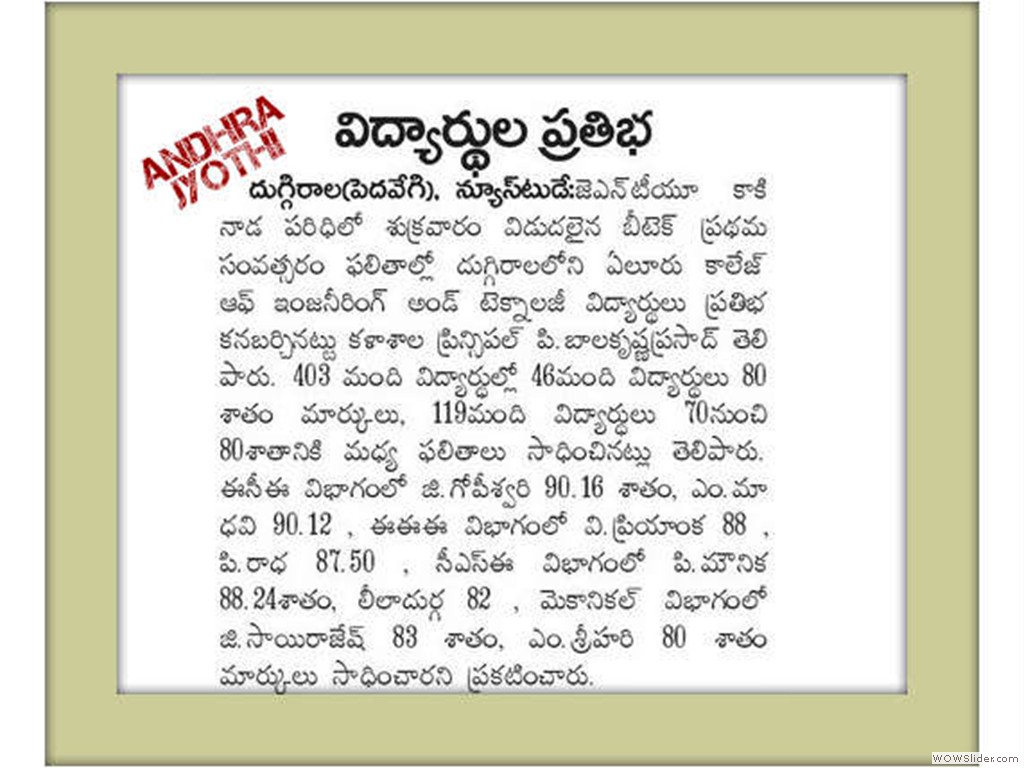 ANDHRA
JYOTHI
విద్యార్థుల ప్రతిభ
దుగ్గిరాల(పెదవేగి), న్యూస్‌టుడే:జెఎన్‌టీయూ కాకి
నాడ పరిధిలో శుక్రవారం విడుదలైన బీటెక్ ప్రథమ
సంవత్సరం ఫలితాల్లో దుగ్గిరాలలోని ఏలూరు కాలేజ్
ఆఫ్ ఇంజనీరింగ్ అండ్ టెక్నాలజీ విద్యార్థులు ప్రతిభ
కనబర్చినట్టు కళాశాల ప్రిన్సిపల్ పి.బాలకృష్ణప్రసాద్ తెలి
పారు. 403 మంది విద్యార్థుల్లో 46మంది విద్యార్థులు 80
శాతం మార్కులు, 119మంది విద్యార్థులు 70నుంచి
80శాతానికి మధ్య ఫలితాలు సాధించినట్లు తెలిపారు.
ఈసీఈ విభాగంలో జి.గోపీశ్వరి 90.16 శాతం, ఎం.మా
ధవి 90.12 , ఈఈఈ విభాగంలో వి.ప్రియాంక 88 ,
పి.రాధ 87.50 , సీఎస్ఈ విభాగంలో పి.మౌనిక
88.24శాతం, లీలాదుర్గ 82 , మెకానికల్ విభాగంలో
జి.సాయిరాజేష్ 83 శాతం, ఎం.శ్రీహరి 80 శాతం
మార్కులు సాధించారని ప్రకటించారు.
WOWSlider.com